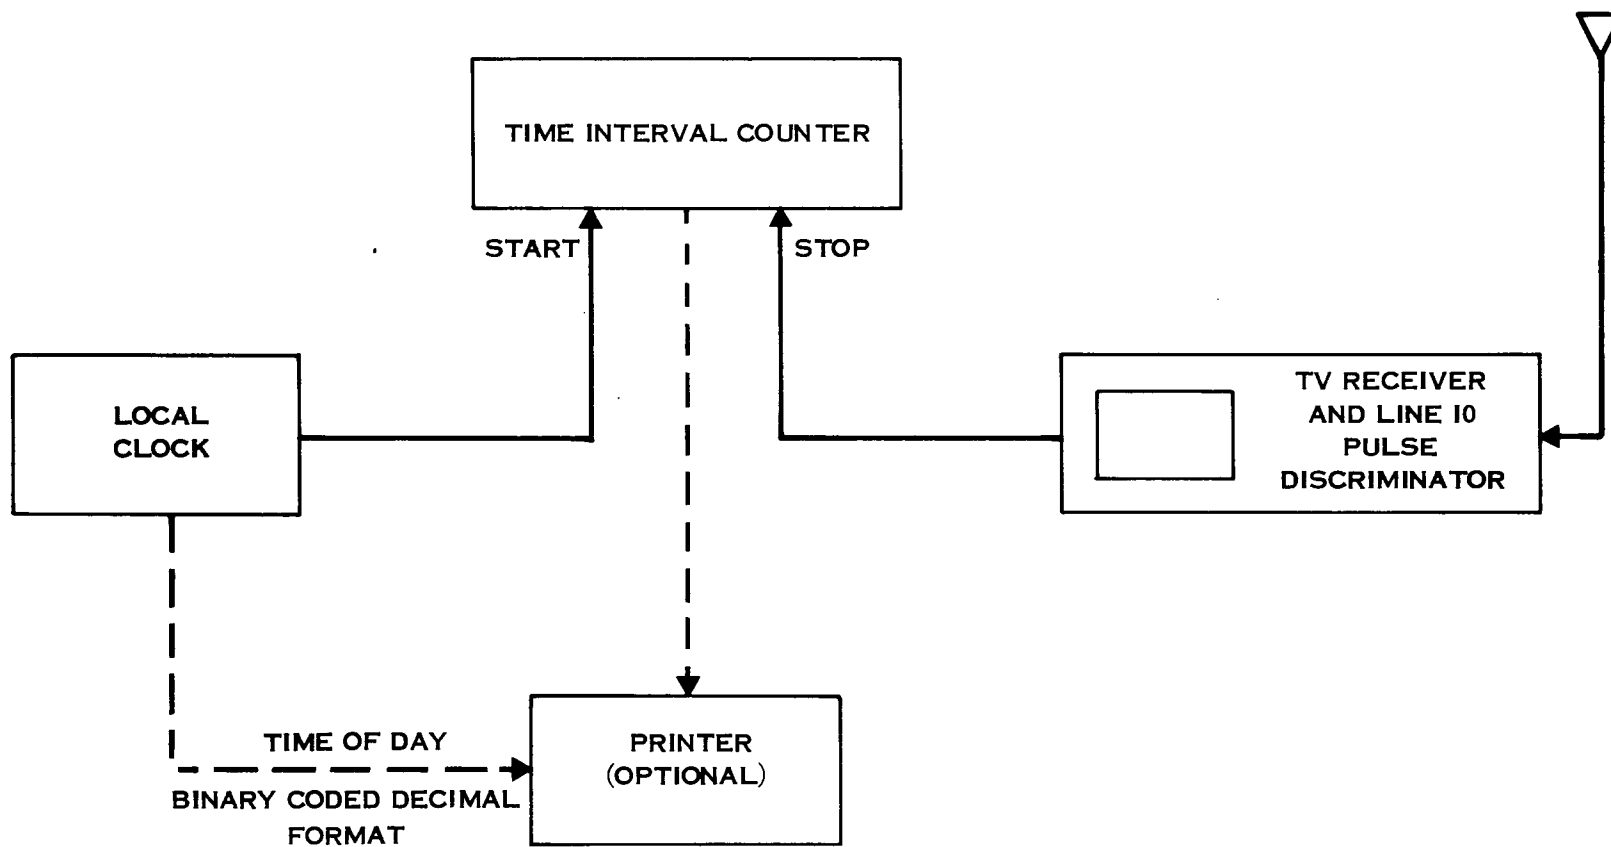 TIME INTERVAL COUNTER
START
STOP
LOCAL
CLOCK
TV RECEIVER
AND LINE 10
PULSE
DISCRIMINATOR
TIME OF DAY
BINARY CODED DECIMAL
FORMAT
PRINTER
(OPTIONAL)